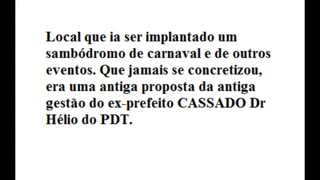 Local que ia ser implantado um
sambódromo de carnaval e de outros
eventos. Que jamais se concretizou,
era uma antiga proposta da antiga
gestão do ex-prefeito CASSADO Dr
Hélio do PDT.